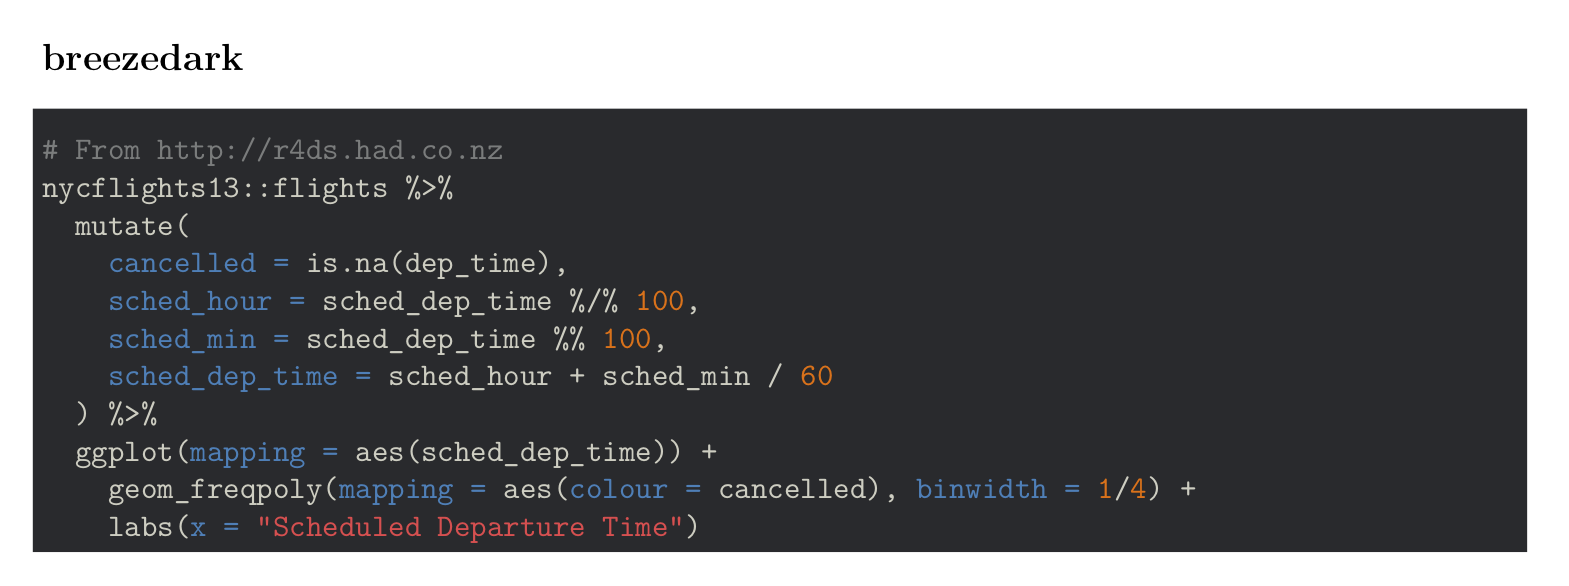 breezedark
# From http://r4ds.had.co.nz
nycflights13::flights %>%
  mutate(
    cancelled = is.na(dep_time),
    sched_hour = sched_dep_time %/% 100,
    sched_min = sched_dep_time %% 100,
    sched_dep_time = sched_hour + sched_min / 60
  ) %>%
  ggplot(mapping = aes(sched_dep_time)) +
    geom_freqpoly(mapping = aes(colour = cancelled), binwidth = 1/4) +
    labs(x = "Scheduled Departure Time")